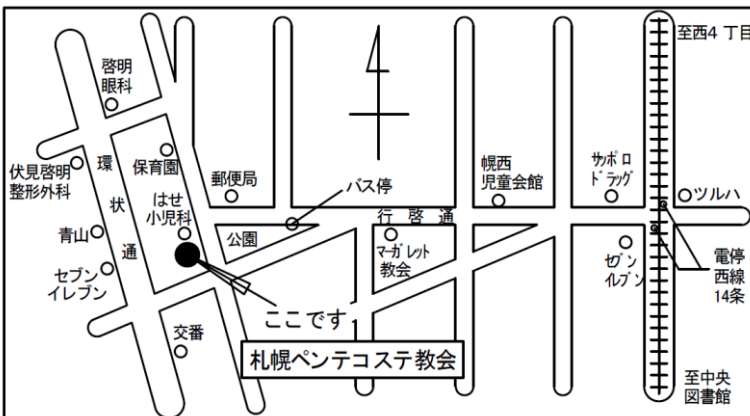 至西4 丁目
啓明
眼科
保育園
伏見啓明
整形外科
環状通
はせ
小児科
郵便局
バス停
幌西
児童会館
サッポロ
ドラッグ
ツルハ
行啓通
公園
青山
マーガレット
教会
セブン
イレブン
セブン
イレブン
電停
西線
14条
ここです
交番
札幌ペンテコステ教会
至中央
図書館